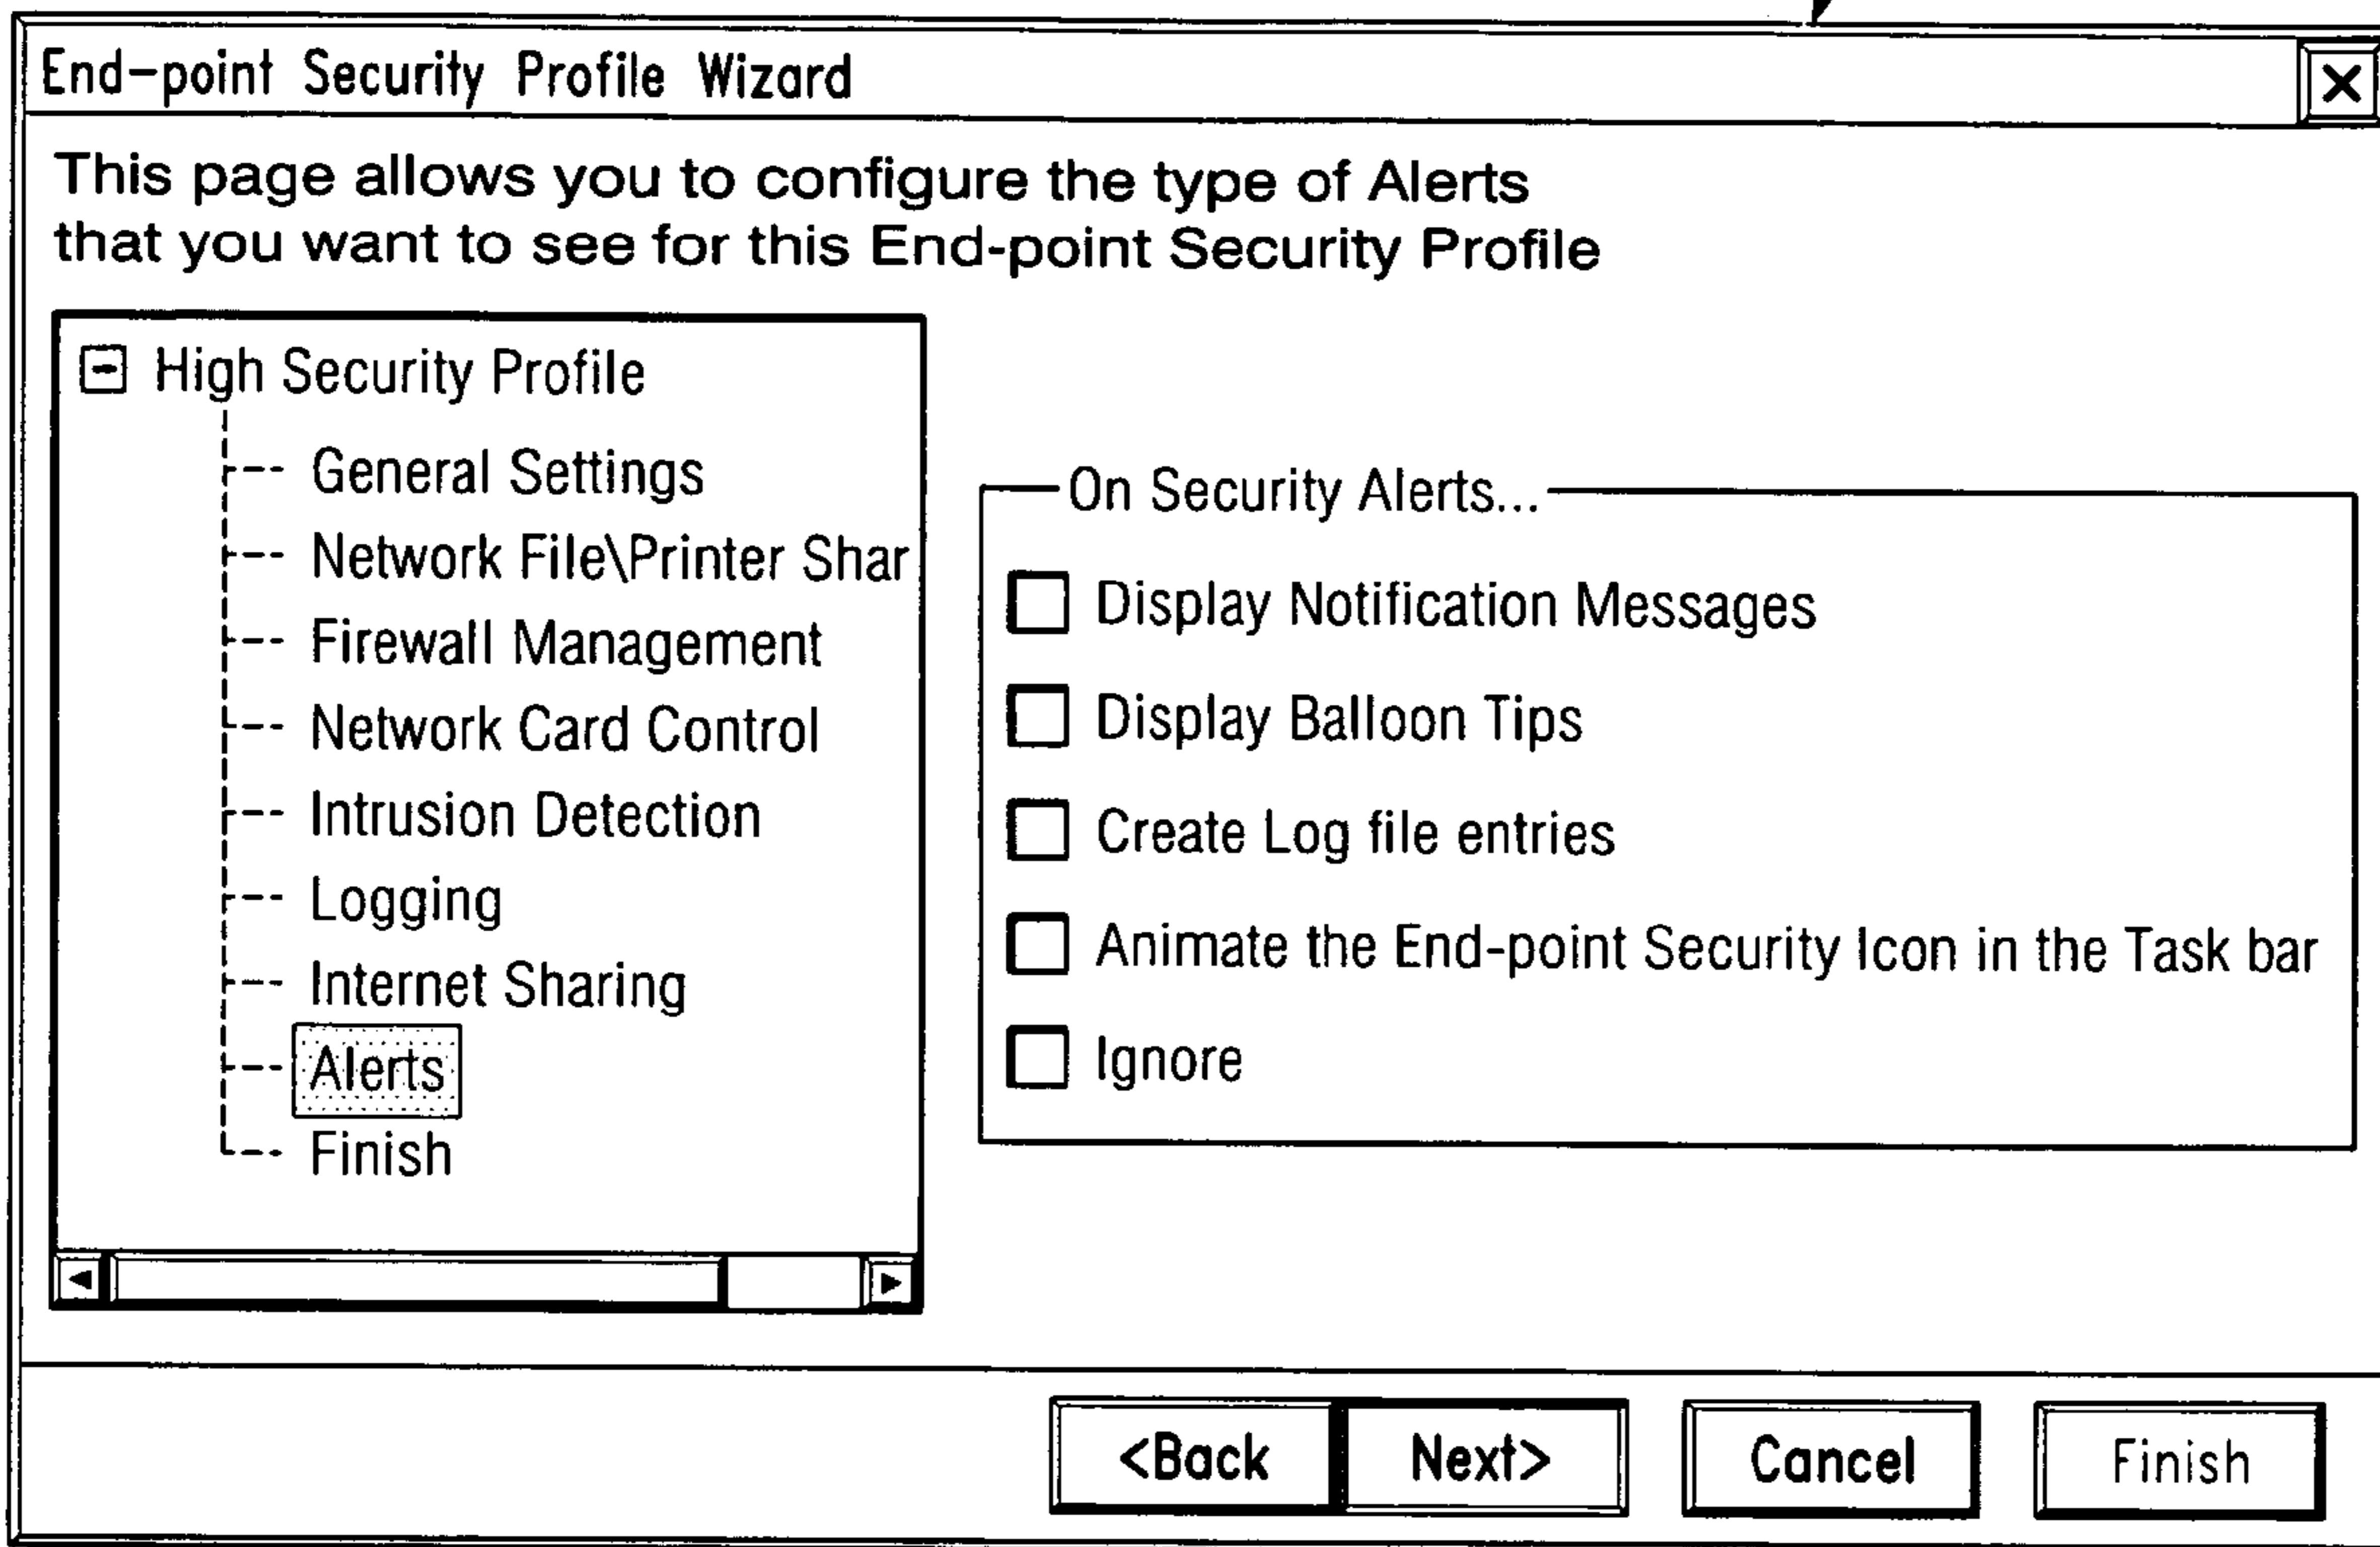 End-point Security Profile Wizard
This page allows you to configure the type of Alerts
that you want to see for this End-point Security Profile
High Security Profile
General Settings
Network File\Printer Shar
Firewall Management
Network Card Control
Intrusion Detection
Logging
Internet Sharing
Alerts
Finish
On Security Alerts...
Display Notification Messages
Display Balloon Tips
Create Log file entries
Animate the End-point Security Icon in the Task bar
Ignore
<Back
Next>
Cancel
Finish